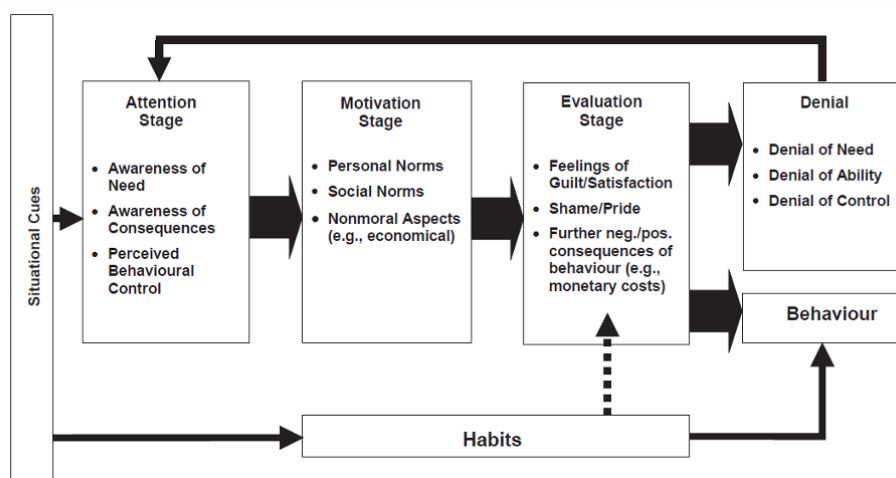 Situational Cues
Attention
Stage
• Awareness of
Need
• Awareness of
Consequences
• Perceived
Behavioural
Control
Motivation
Stage
• Personal Norms
• Social Norms
• Nonmoral Aspects
(e.g., economical)
Evaluation
Stage
• Feelings of
Guilt/Satisfaction
• Shame/Pride
• Further neg./pos.
consequences of
behaviour (e.g.,
monetary costs)
Denial
• Denial of Need
• Denial of Ability
• Denial of Control
Behaviour
Habits